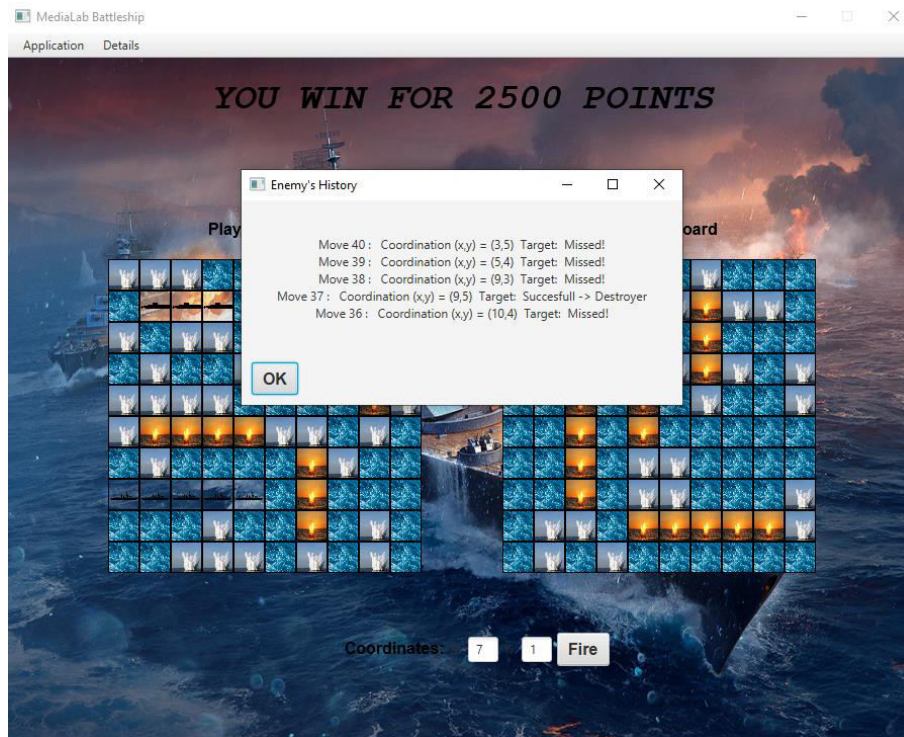 MediaLab Battleship
Application Details
YOU WIN FOR 2500 POINTS
Enemy's History
Move 40 : Coordination (x,y) = (3,5) Target: Missed!
Move 39 : Coordination (x,y) = (5,4) Target: Missed!
Move 38 : Coordination (x,y) = (9,3) Target: Missed!
Move 37 : Coordination (x,y) = (9,5) Target: Succesfull -> Destroyer
Move 36 : Coordination (x,y) = (10,4) Target: Missed!
OK
Coordinates: 7 1 Fire